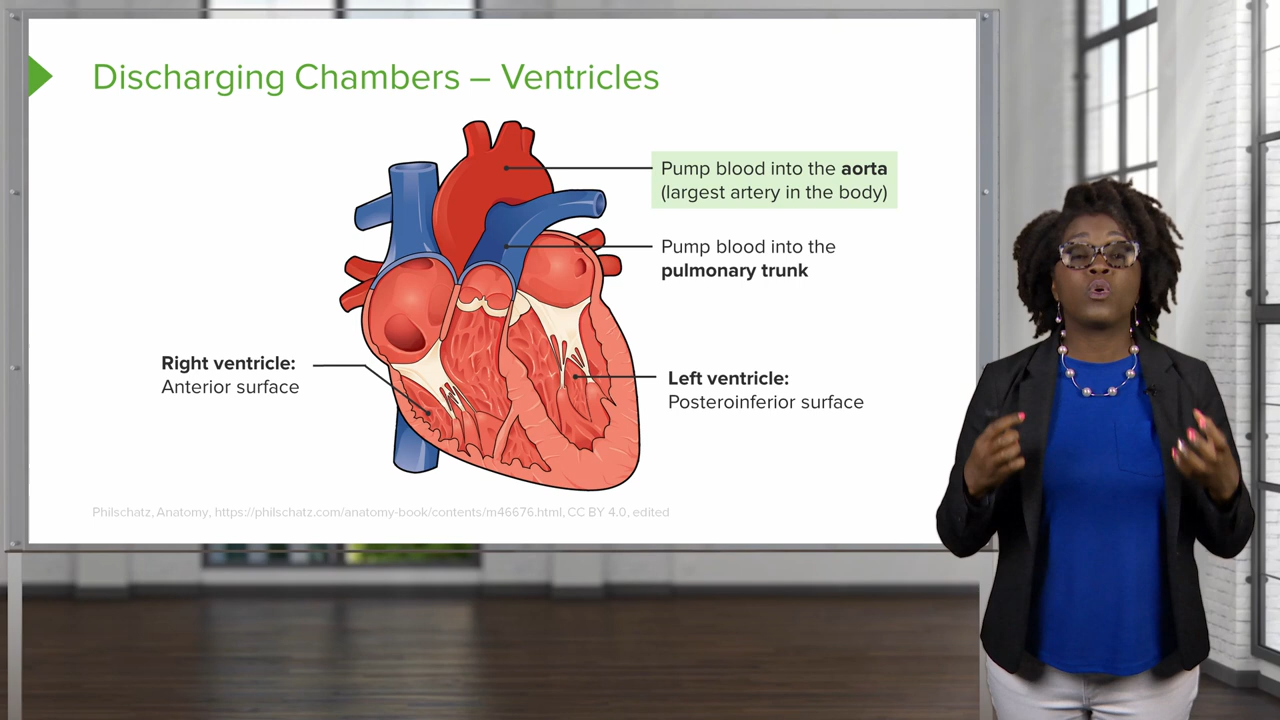 Discharging Chambers – Ventricles
Pump blood into the aorta
(largest artery in the body)
Pump blood into the
pulmonary trunk
Right ventricle:
Anterior surface
Left ventricle:
Posteroinferior surface
Philschatz, Anatomy, https://philschatz.com/anatomy-book/contents/m46676.html, CC BY 4.0, edited